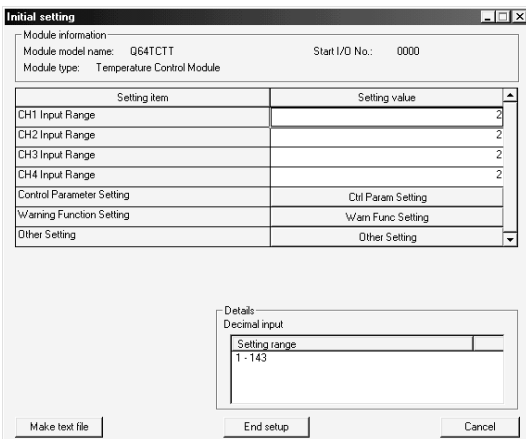 Initial setting
Module information
Module model name: Q64TCTT Start I/O No.: 0000
Module type: Temperature Control Module
Setting item Setting value
CH1 Input Range 2
CH2 Input Range 2
CH3 Input Range 2
CH4 Input Range 2
Control Parameter Setting Ctrl Param Setting
Warning Function Setting Warn Func Setting
Other Setting Other Setting
Details
Decimal input
Setting range
1 - 143
Make text file End setup Cancel